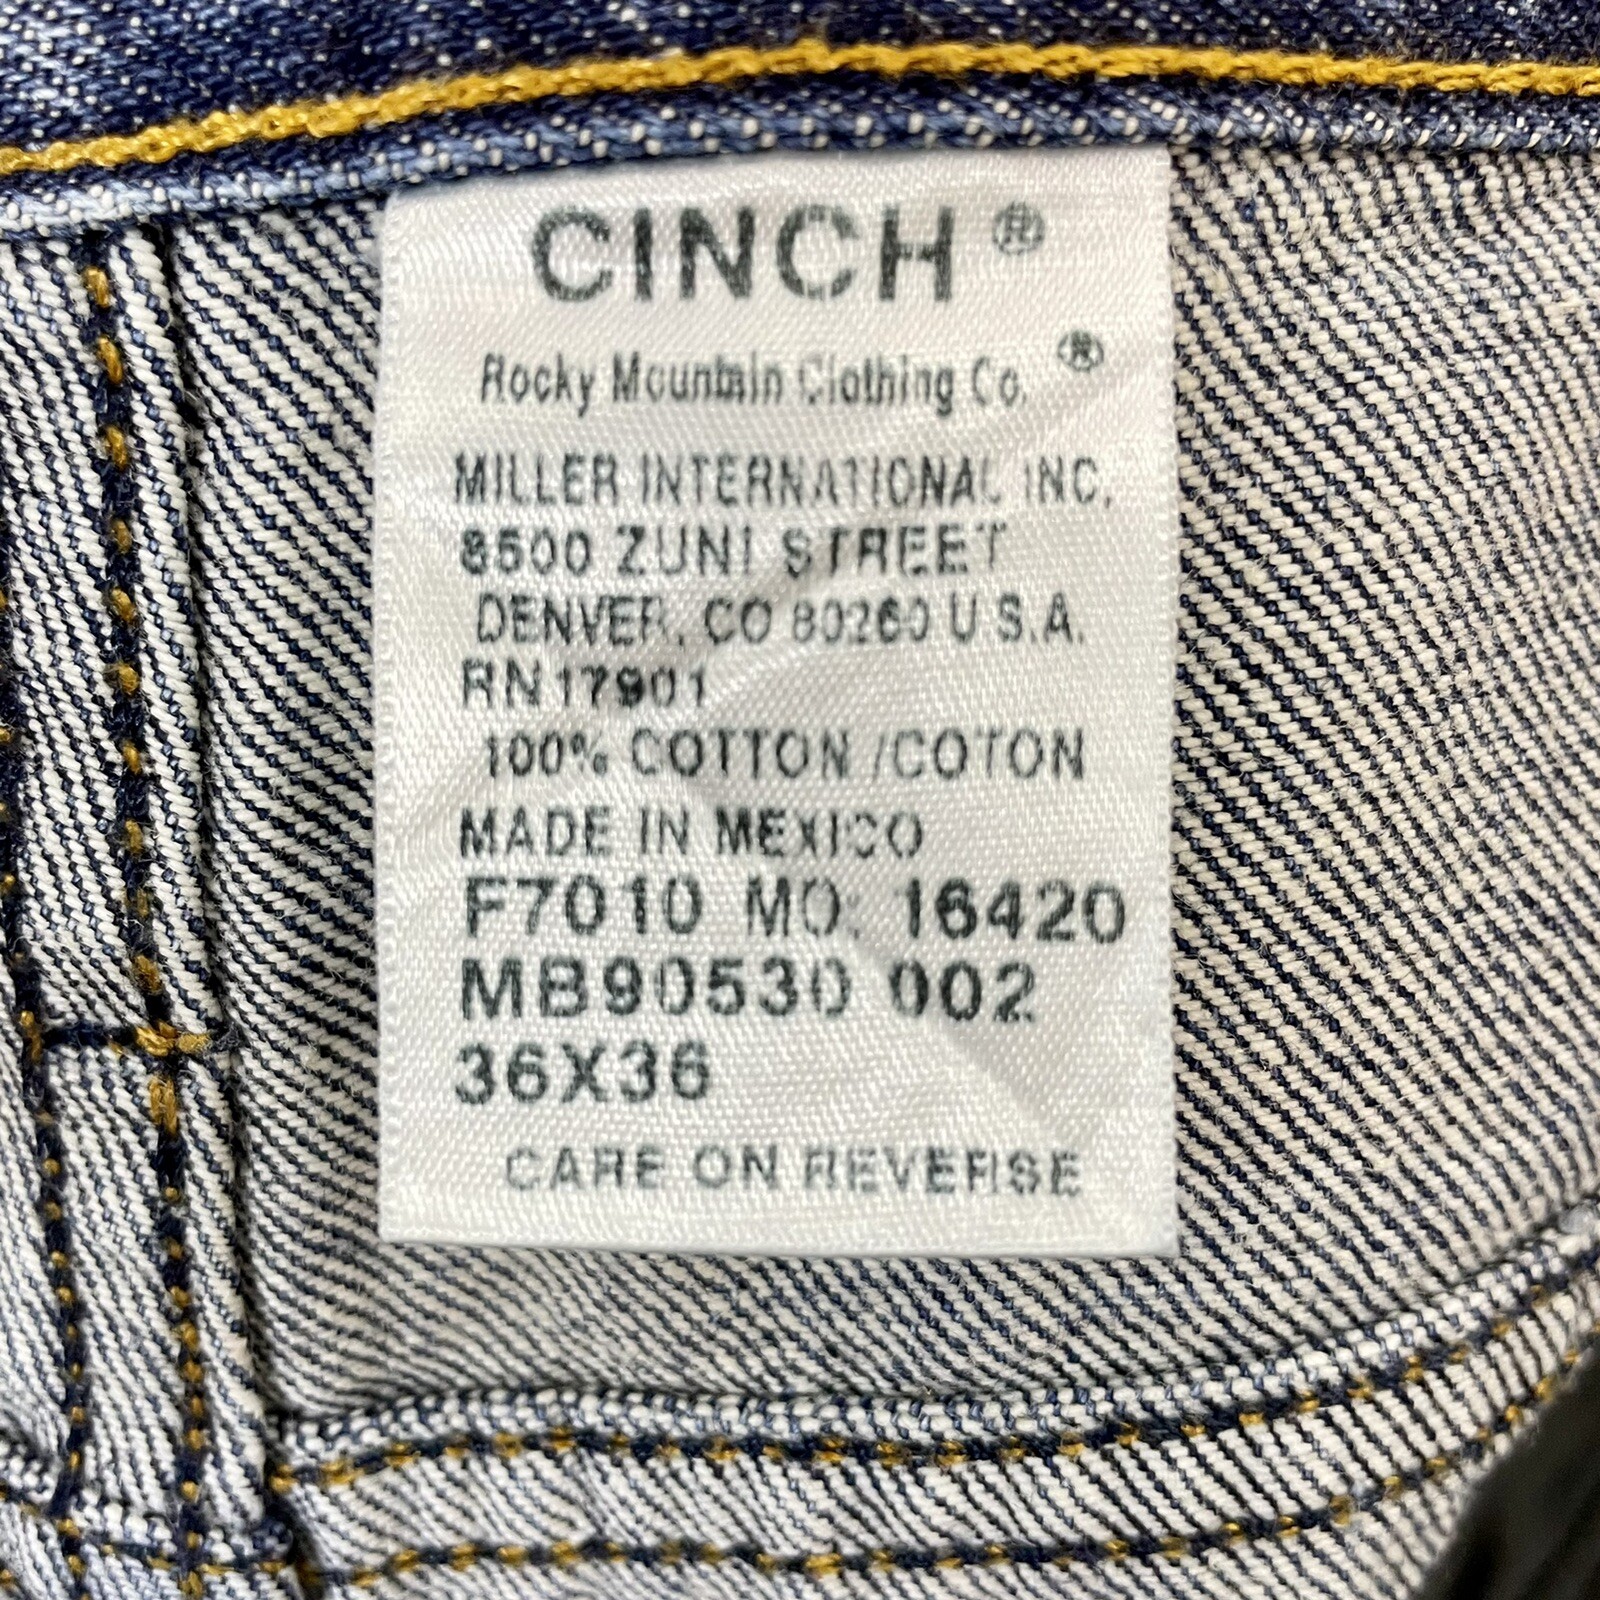 CINCH ®
Rocky Mountain Clothing Co. ®
MILLER INTERNATIONAL INC.
8500 ZUNI STREET
DENVER, CO 80260 U.S.A.
RN 17901
100% COTTON /COTON
MADE IN MEXICO
F7010 MO: 16420
MB90530 002
36X36
CARE ON REVERSE